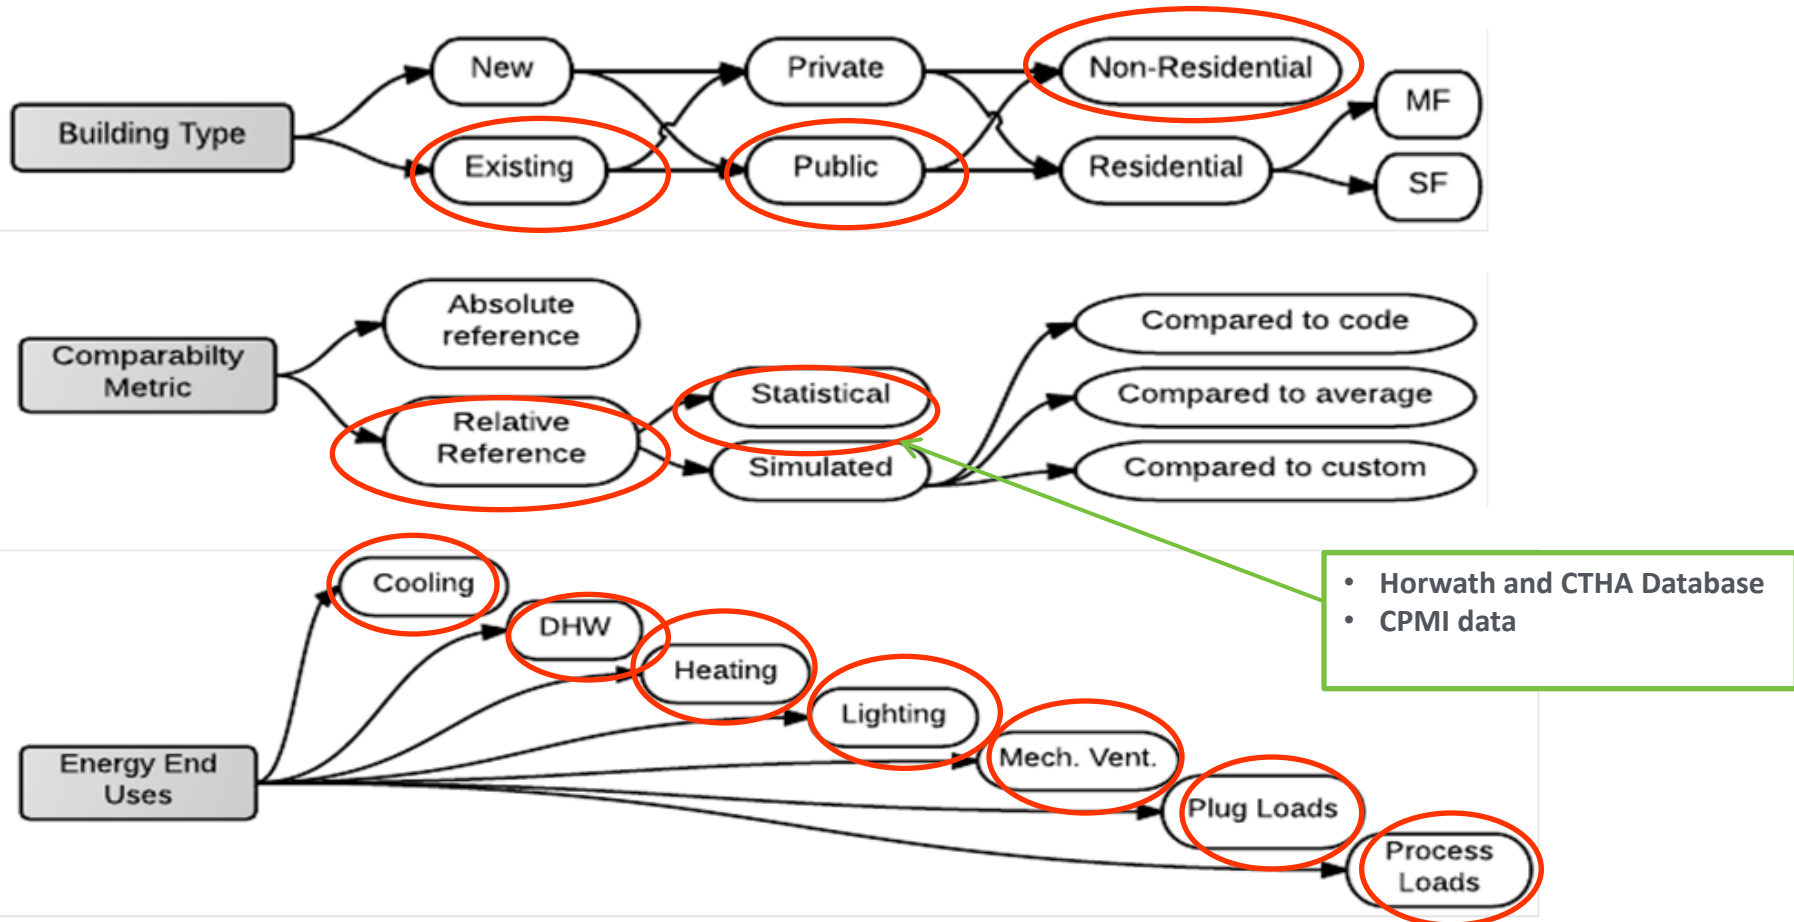 New
Private
Non-Residential
MF
Building Type
Existing
Public
Residential
SF
Absolute
reference
Compared to code
Comparabilty
Metric
Statistical
Compared to average
Relative
Reference
Simulated
Compared to custom
Cooling
• Horwath and CTHA Database
• CPMI data
DHW
Heating
Lighting
Energy End
Uses
Mech. Vent.
Plug Loads
Process
Loads